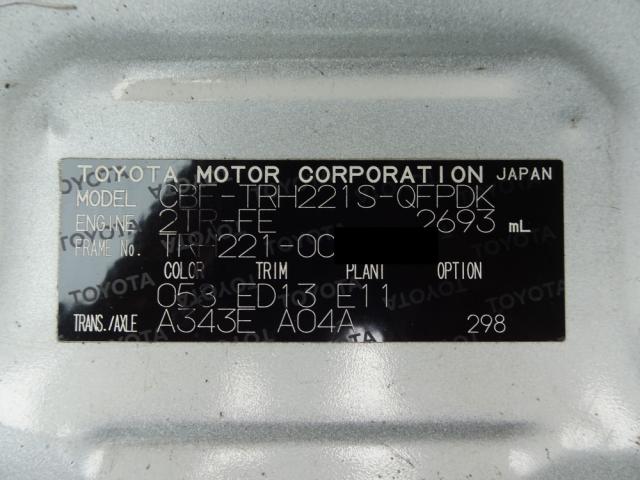 TOYOTA MOTOR CORPORATION JAPAN
MODEL CBF-TRH221S-QFPDK
ENGINE 2TR-FE 2693 mL
FRAME No. TRH221-00
COLOR TRIM PLANT OPTION
058 ED13 E11
TRANS./AXLE A343E A04A 298